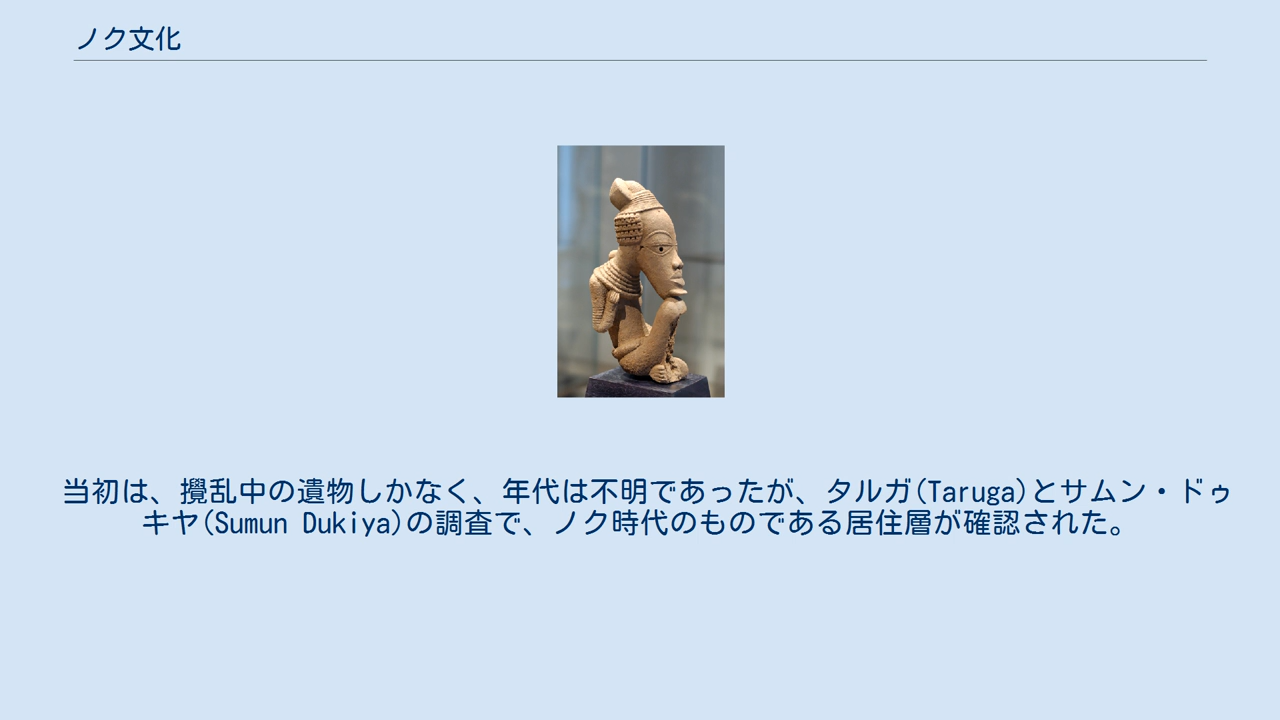 ノク文化
当初は、攪乱中の遺物しかなく、年代は不明であったが、タルガ(Taruga)とサムン・ドゥ
キヤ(Sumun Dukiya)の調査で、ノク時代のものである居住層が確認された。